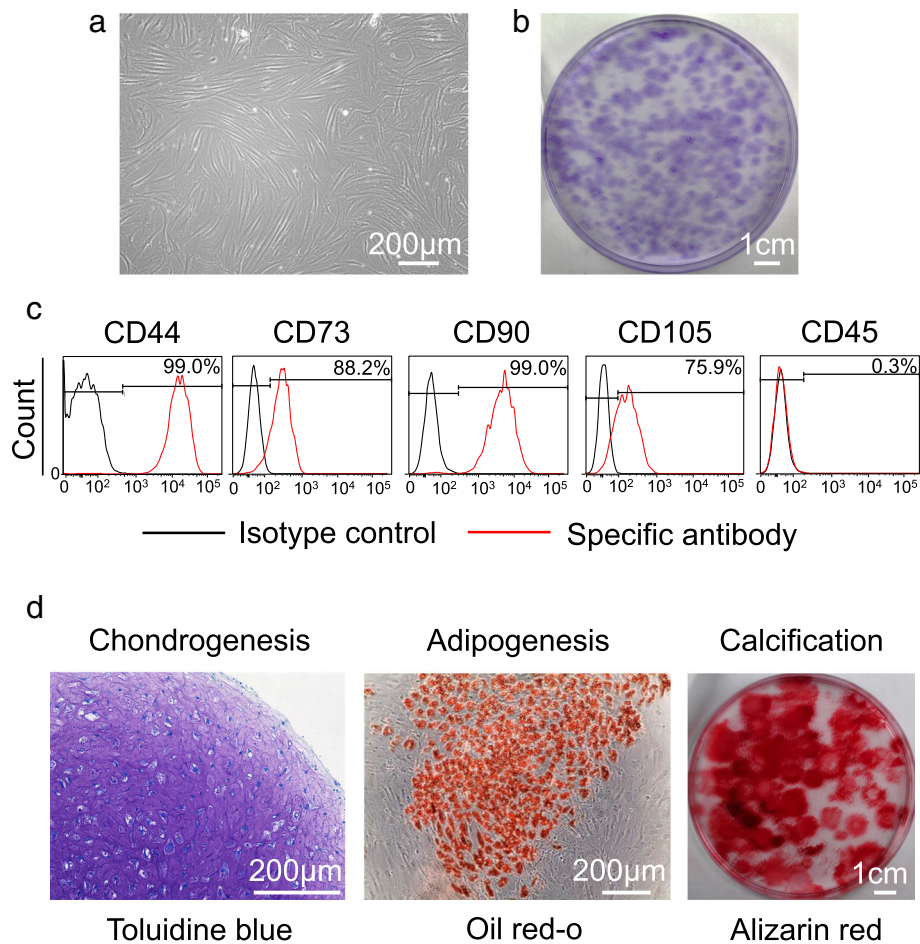 a
b
200µm
1cm
c
CD44 CD73 CD90 CD105 CD45
99.0% 88.2% 99.0% 75.9% 0.3%
Count
0
0 10² 10³ 10⁴ 10⁵ 0 10² 10³ 10⁴ 10⁵ 0 10² 10³ 10⁴ 10⁵ 0 10² 10³ 10⁴ 10⁵ 0 10² 10³ 10⁴ 10⁵
Isotype control Specific antibody
d
Chondrogenesis Adipogenesis Calcification
200µm 200µm 1cm
Toluidine blue Oil red-o Alizarin red